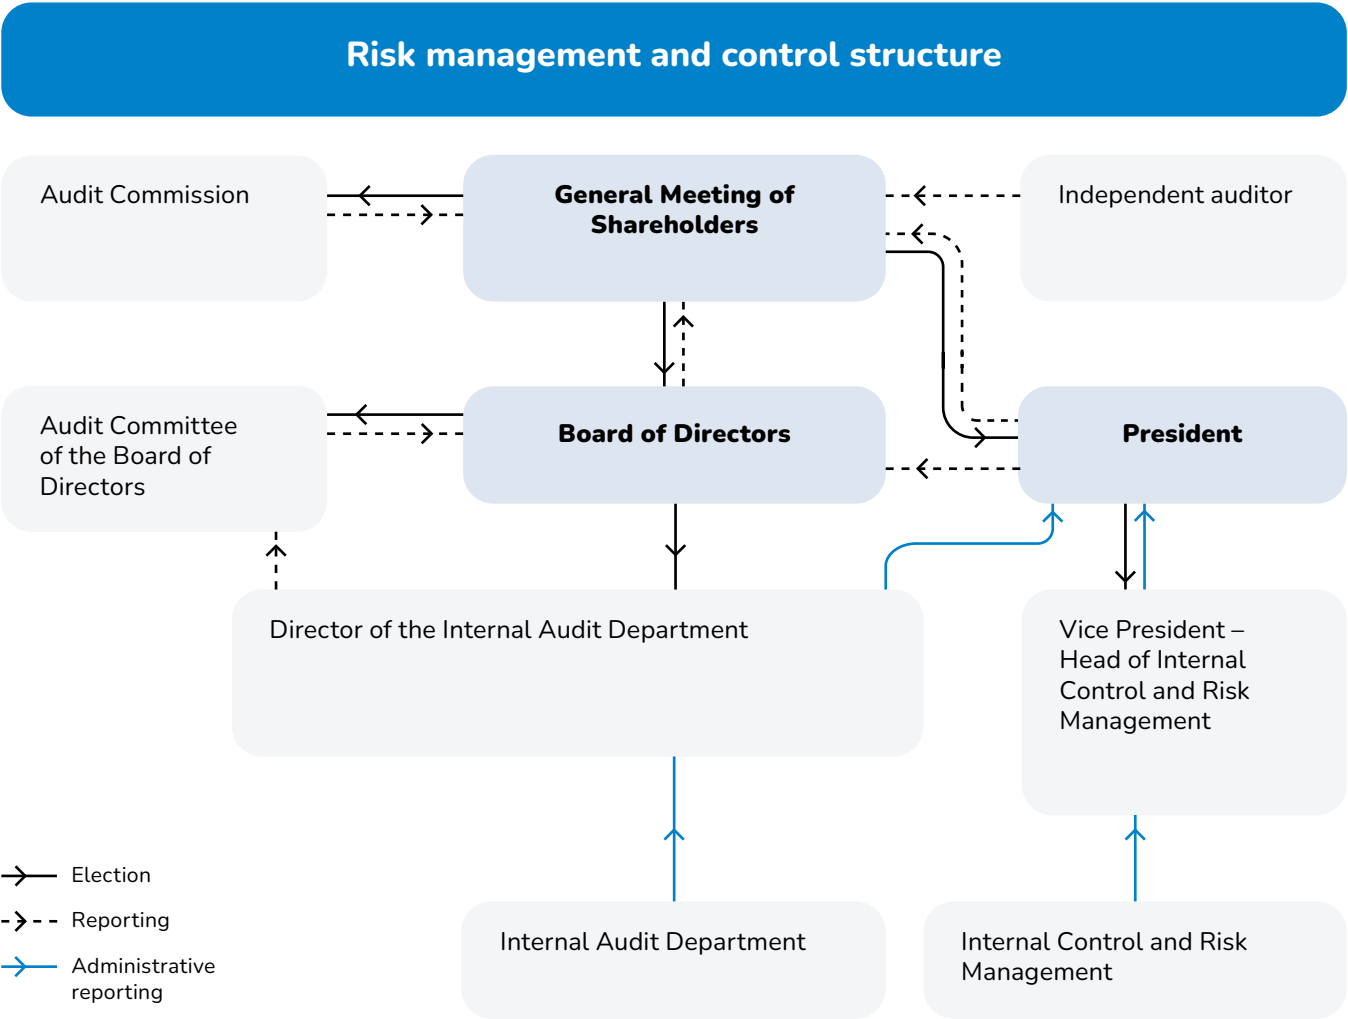 Risk management and control structure
Audit Commission
General Meeting of
Shareholders
Independent auditor
Audit Committee
of the Board of
Directors
Board of Directors
President
Director of the Internal Audit Department
Vice President –
Head of Internal
Control and Risk
Management
Election
Reporting
Administrative
reporting
Internal Audit Department
Internal Control and Risk
Management